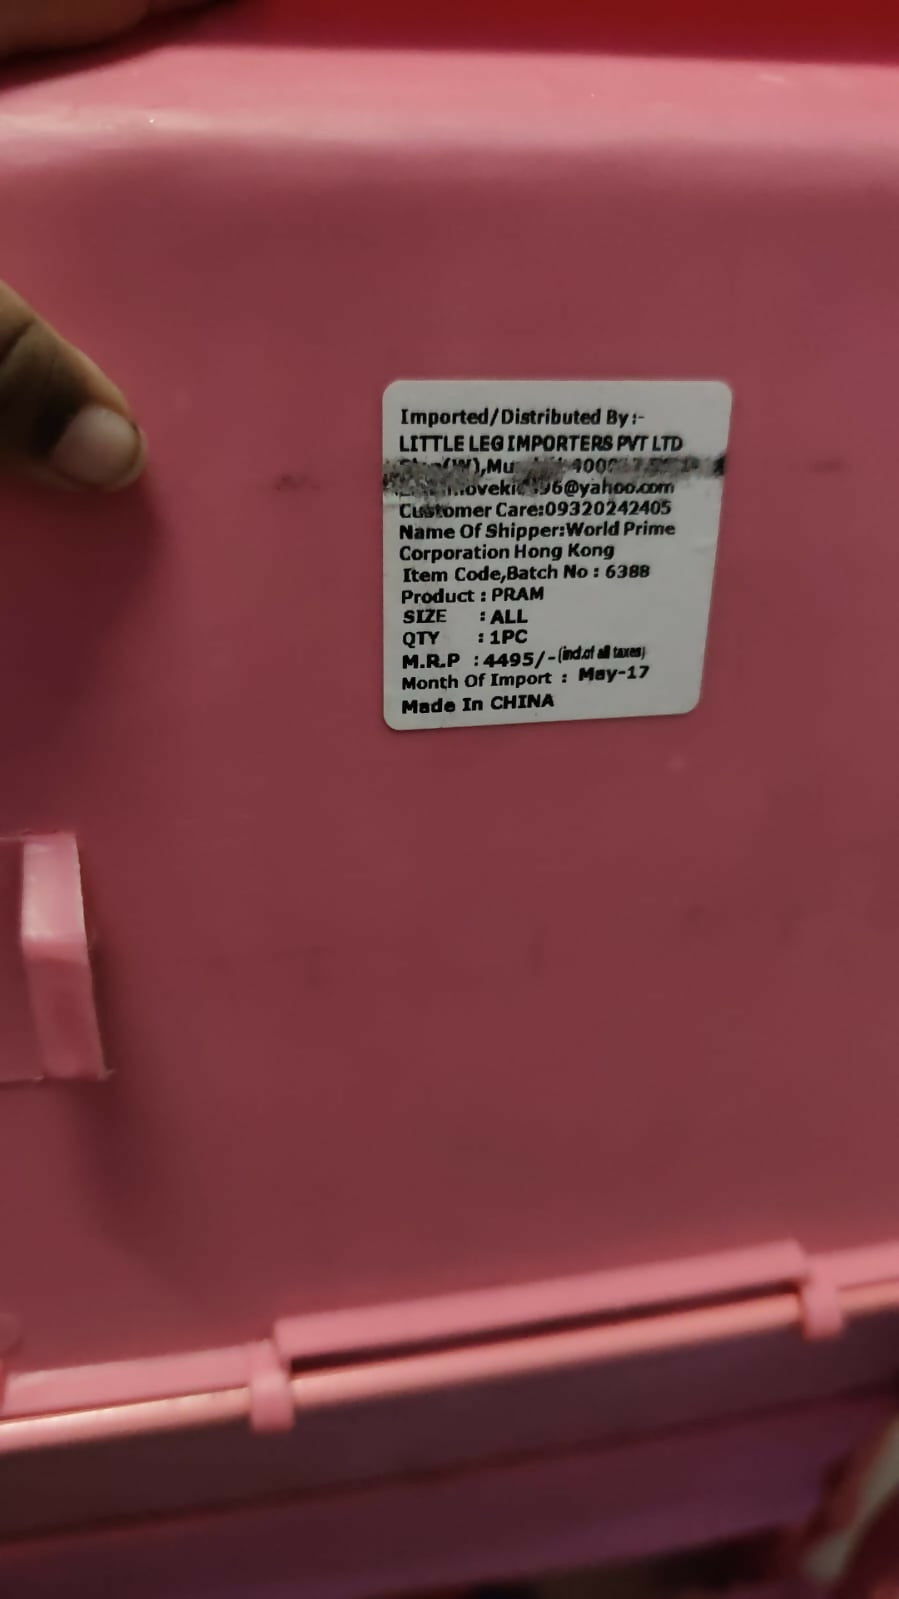 Imported/Distributed By:-
LITTLE LEG IMPORTERS PVT LTD
Customer Care:09320242405
Name Of Shipper:World Prime
Corporation Hong Kong
Item Code,Batch No : 6388
Product : PRAM
SIZE : ALL
QTY : 1PC
M.R.P : 4495/-(incl.of all taxes)
Month Of Import : May-17
Made In CHINA